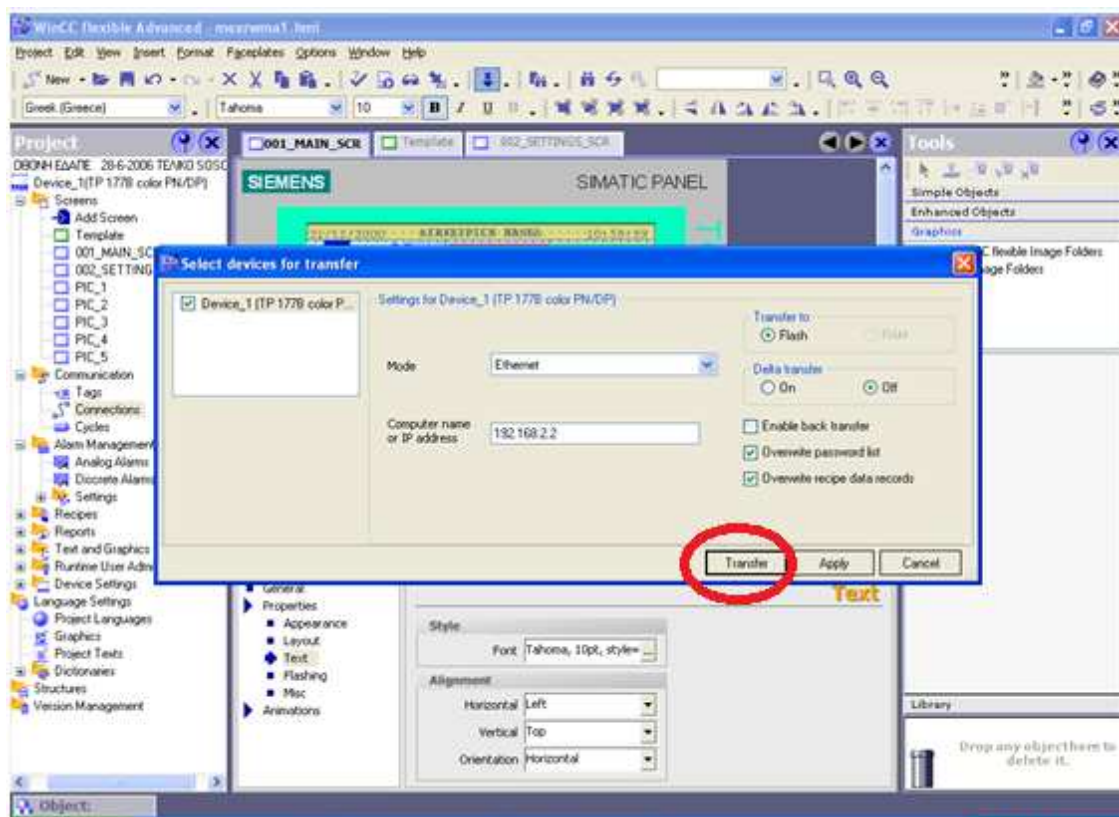 WinCC flexible Advanced -
Project Edit View Insert Format Faceplates Options Window Help
New
Greek (Greece) Tahoma 10 B I U
Project
001_MAIN_SCR Template 002_SETTINGS_SCR
Tools
ΟΘΟΝΗ ΕΔΑΠΕ 28-6-2006 ΤΕΛΙΚΟ
Device_1(TP 177B color PN/DP)
Screens
Add Screen
Template
001_MAIN_SC
002_SETTING
PIC_1
PIC_2
PIC_3
PIC_4
PIC_5
Communication
Tags
Connections
Cycles
Alarm Management
Analog Alarms
Discrete Alarms
Settings
Recipes
Reports
Text and Graphics
Runtime User Admi
Device Settings
Language Settings
Project Languages
Graphics
Project Texts
Dictionaries
Structures
Version Management
SIEMENS
SIMATIC PANEL
Simple Objects
Enhanced Objects
Graphics
flexible Image Folders
Folders
Select devices for transfer
Device_1 (TP 177B color P...
Settings for Device_1 (TP 177B color PN/DP)
Mode Ethernet
Computer name
or IP address
192.168.2.2
Transfer to
Flash
Delta transfer
On Off
Enable back transfer
Overwrite password list
Overwrite recipe data records
Transfer Apply Cancel
General
Properties
Appearance
Layout
Text
Flashing
Misc
Animations
Text
Style
Font Tahoma, 10pt, style= ...
Alignment
Horizontal Left
Vertical Top
Orientation Horizontal
Library
Drop any object here to
delete it.
Object: